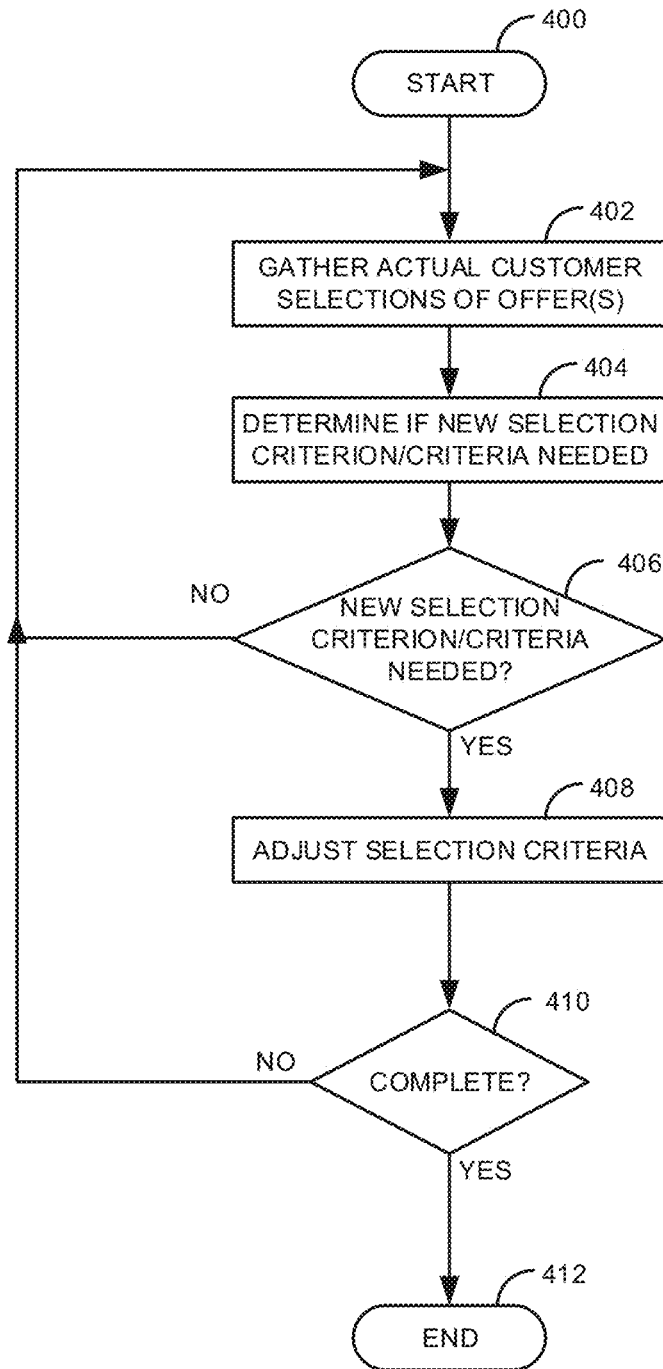 400
START
402
GATHER ACTUAL CUSTOMER
SELECTIONS OF OFFER(S)
404
DETERMINE IF NEW SELECTION
CRITERION/CRITERIA NEEDED
406
NO
NEW SELECTION
CRITERION/CRITERIA
NEEDED?
YES
408
ADJUST SELECTION CRITERIA
410
NO
COMPLETE?
YES
412
END